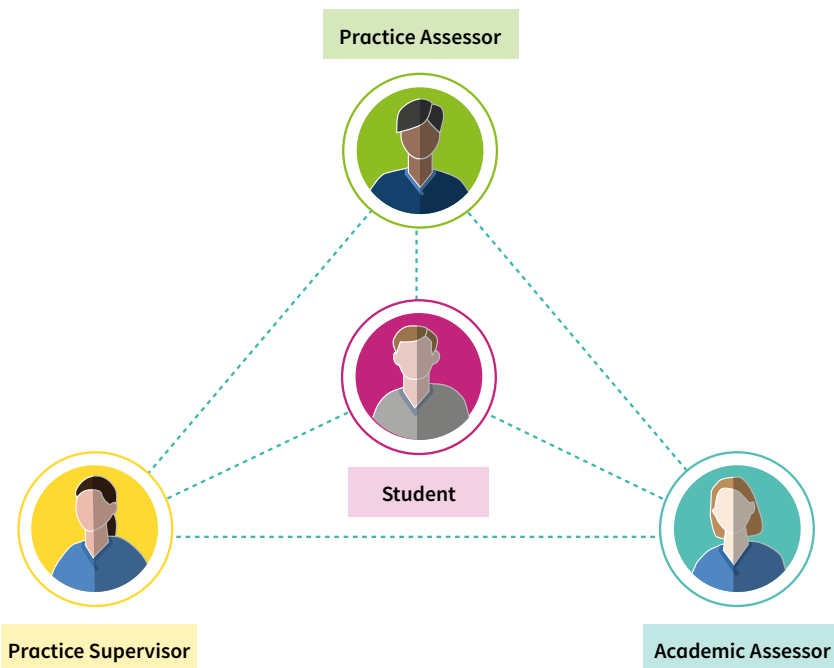 Practice Assessor
Student
Practice Supervisor
Academic Assessor